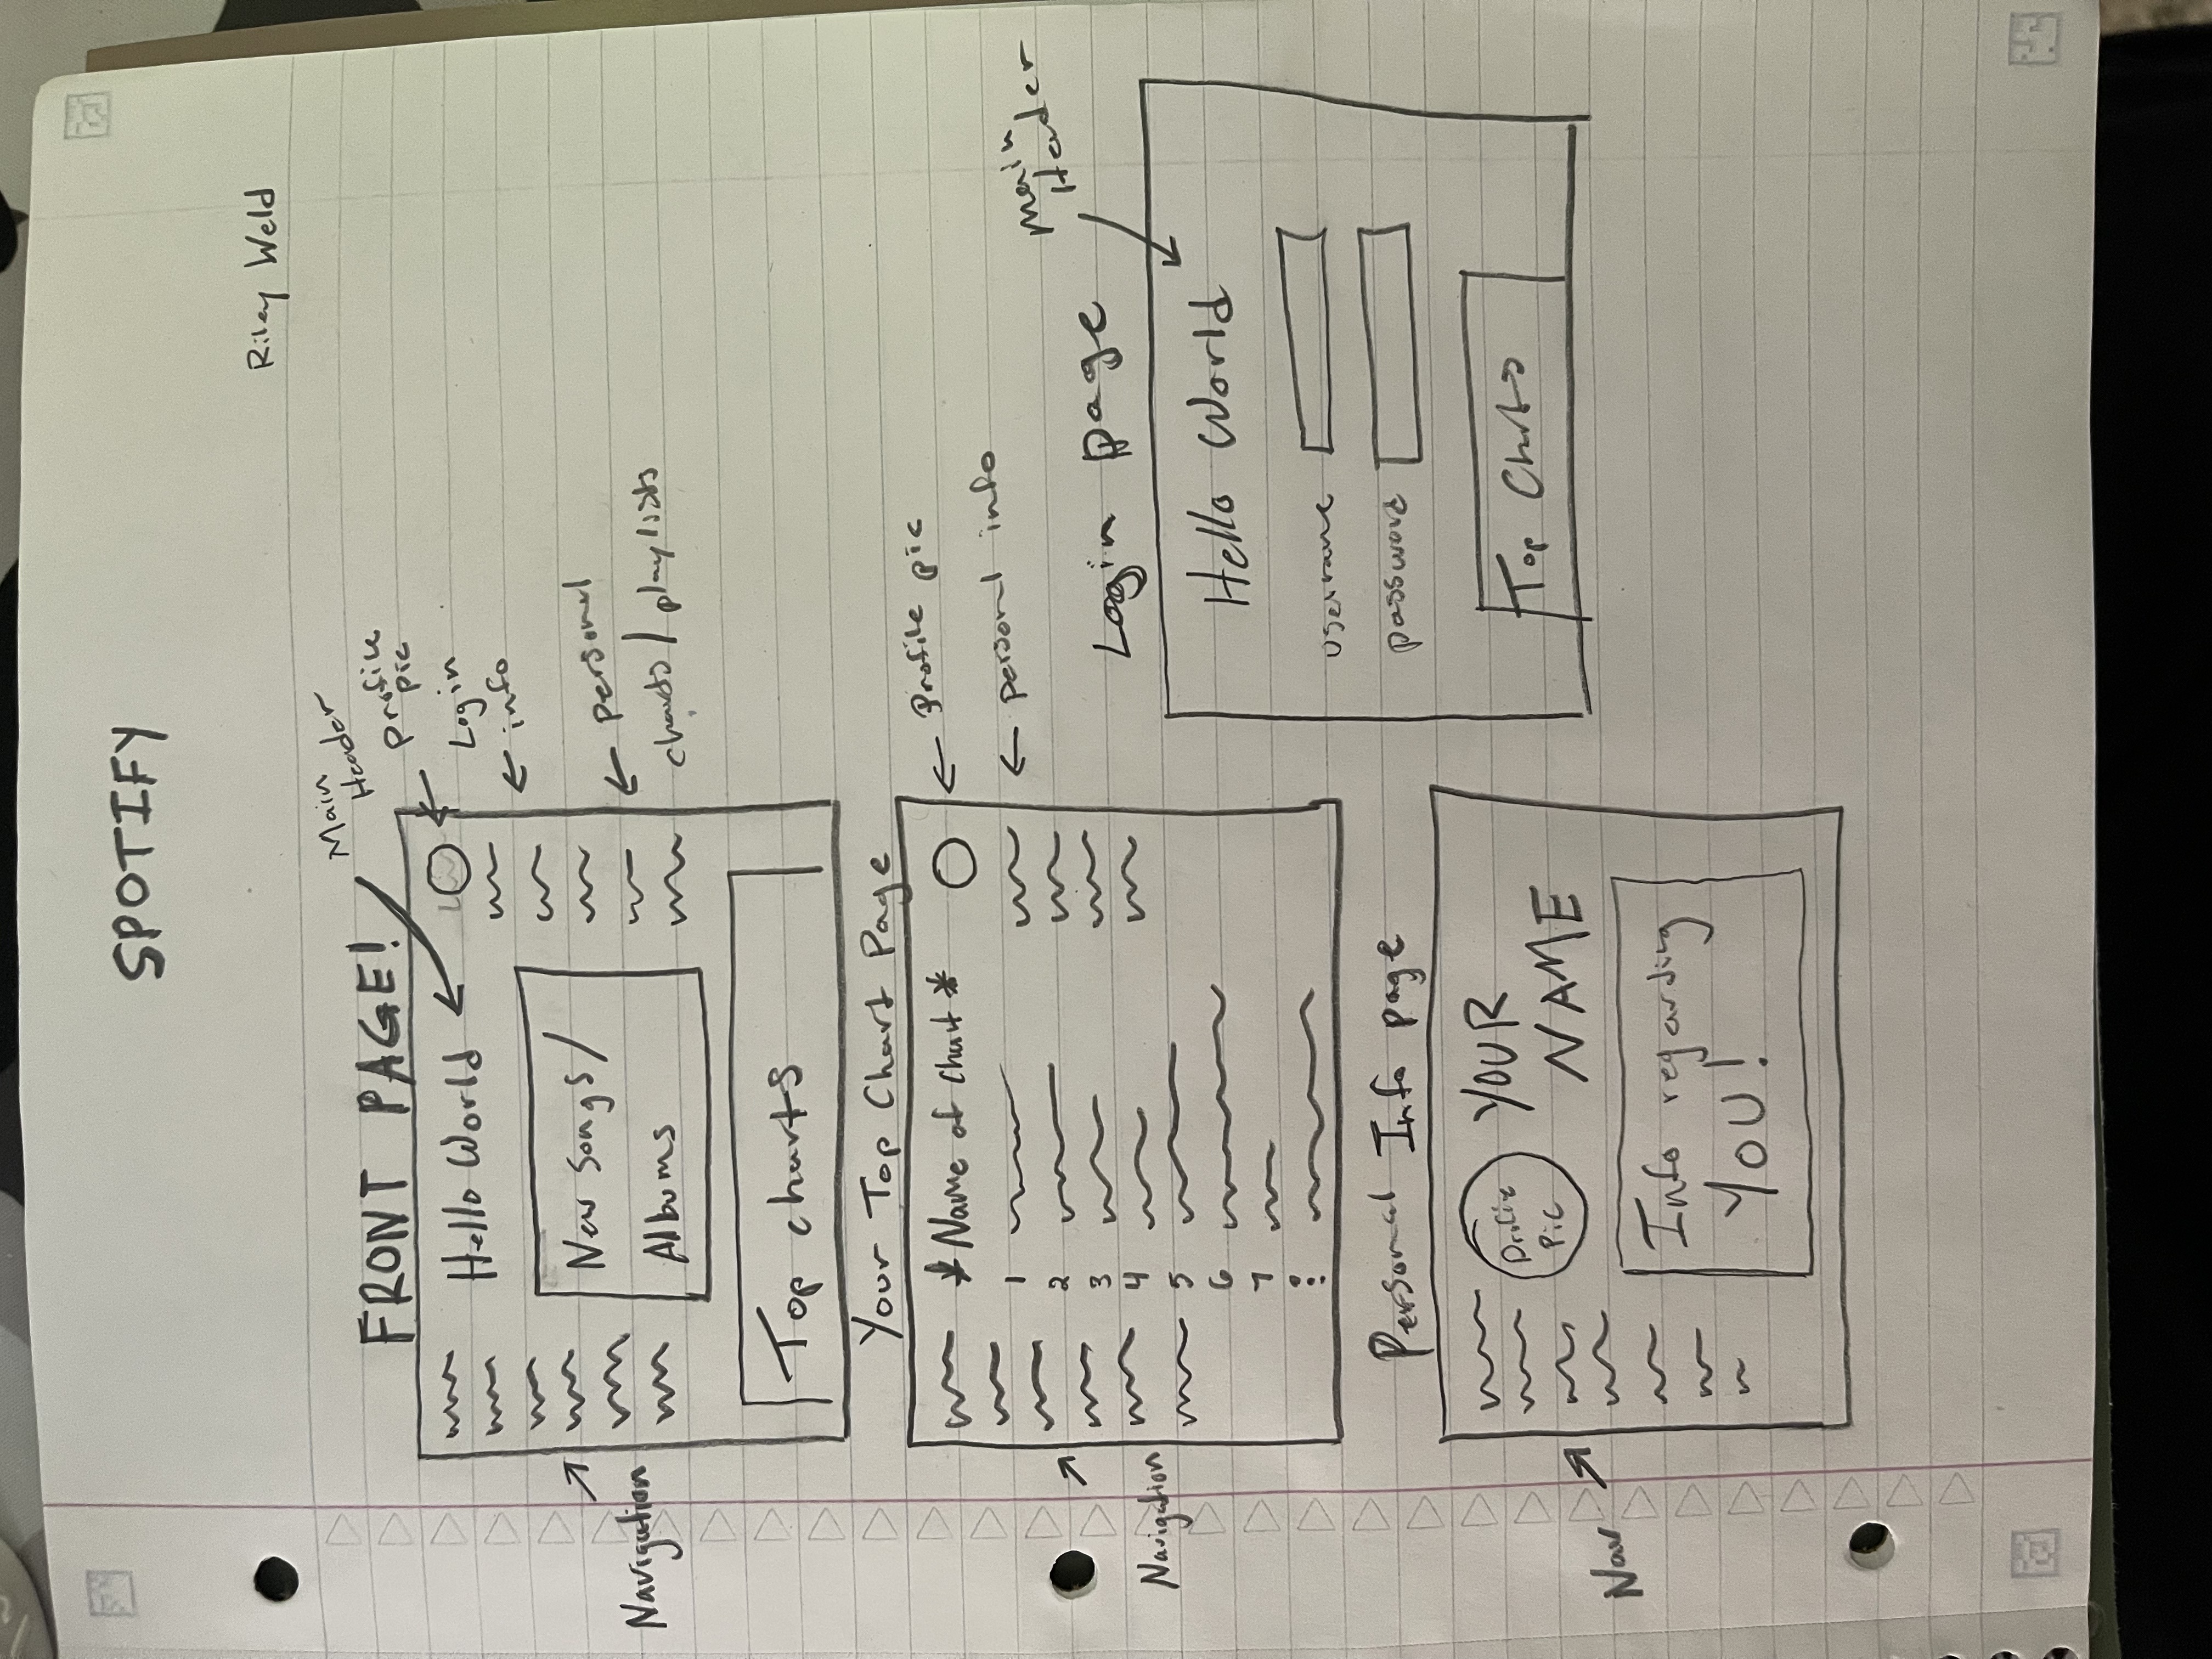 SPOTIFY
Riley Weld
Main
Header
FRONT PAGE!
Profile
pic
Hello World
Login
info
New songs/
Albums
personal
charts/playlists
Navigation
Top charts
Your Top Chart Page
* Name of Chart *
Profile pic
1
personal info
2
3
4
5
6
7
Navigation
Main
Header
Login page
Hello World
username
password
Top Charts
Personal Info page
Profile
Pic
YOUR
NAME
Nav
Info regarding
YOU!